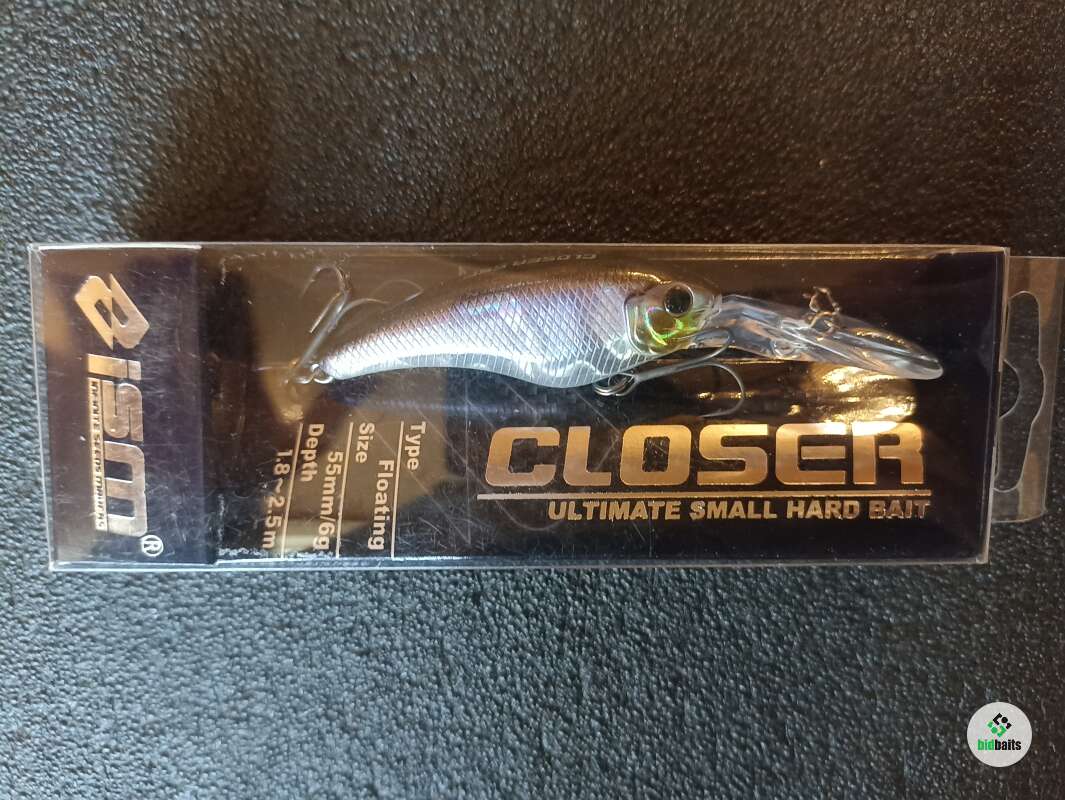 ism®
CLOSER
ULTIMATE SMALL HARD BAIT
Type
Floating
Size
55mm/6g
Depth
1.8~2.5m
bidbaits